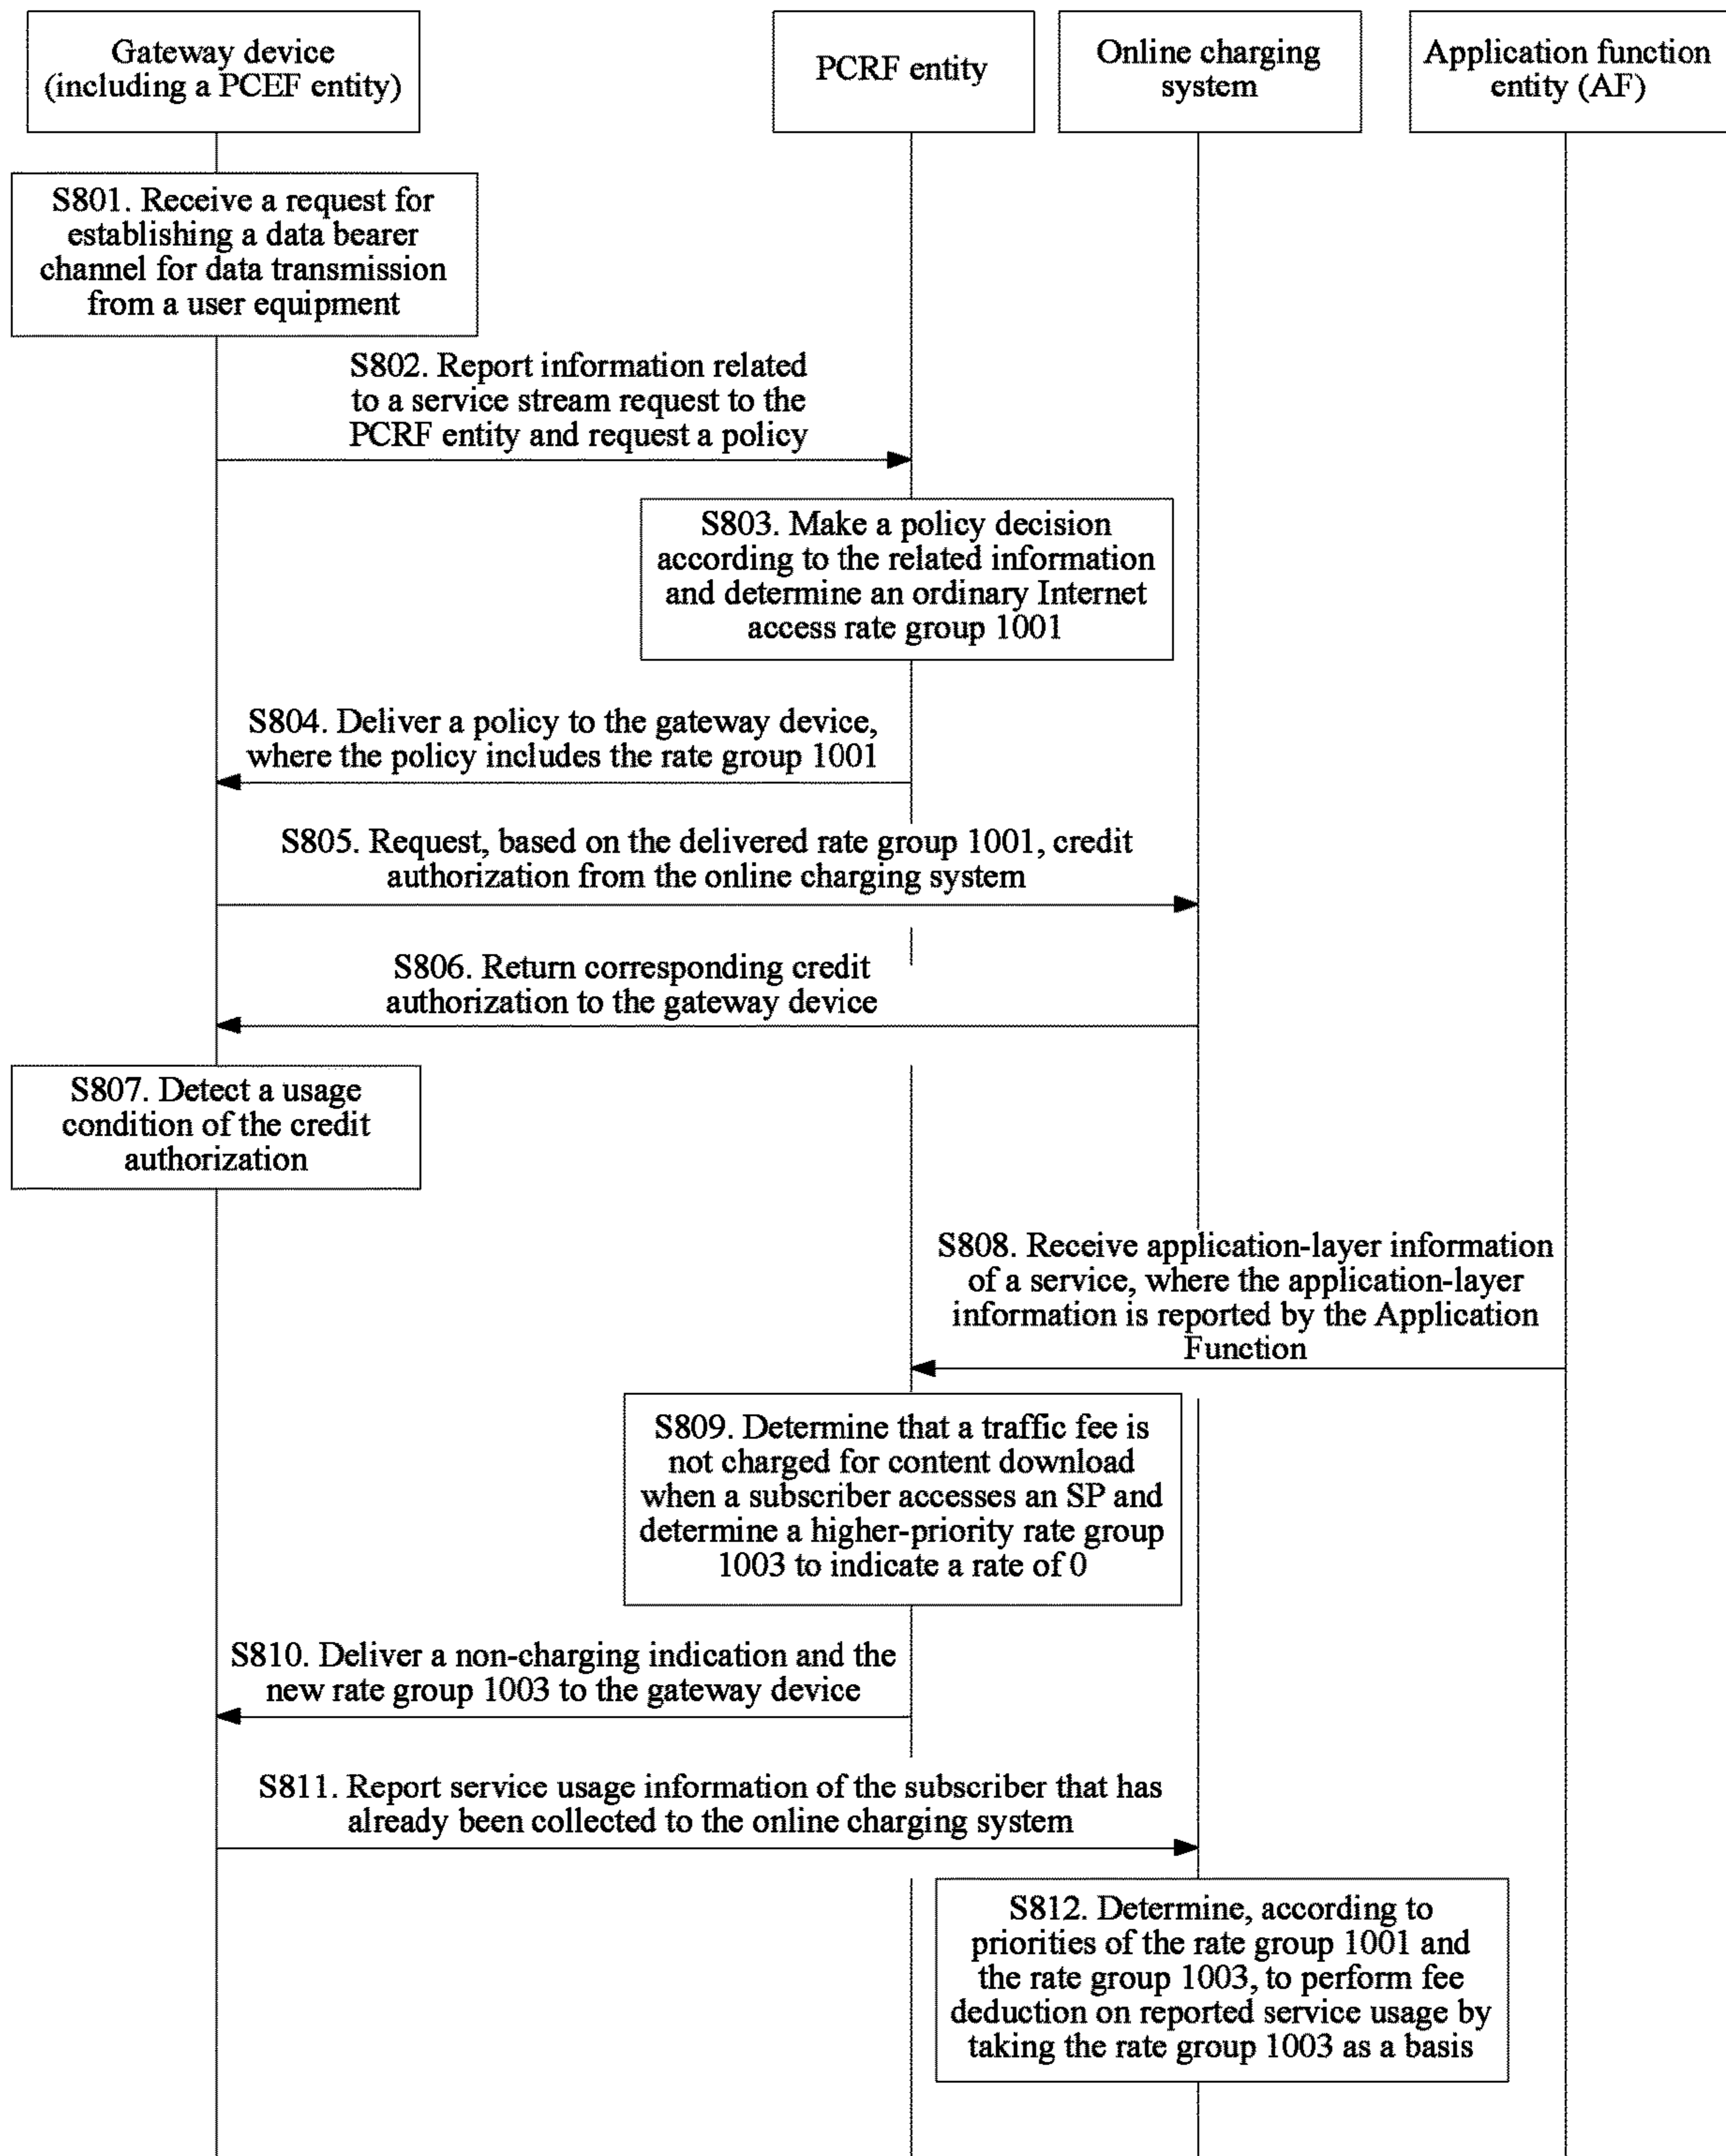 Gateway device
(including a PCEF entity)
PCRF entity
Online charging
system
Application function
entity (AF)
S801. Receive a request for
establishing a data bearer
channel for data transmission
from a user equipment
S802. Report information related
to a service stream request to the
PCRF entity and request a policy
S803. Make a policy decision
according to the related information
and determine an ordinary Internet
access rate group 1001
S804. Deliver a policy to the gateway device,
where the policy includes the rate group 1001
S805. Request, based on the delivered rate group 1001, credit
authorization from the online charging system
S806. Return corresponding credit
authorization to the gateway device
S807. Detect a usage
condition of the credit
authorization
S808. Receive application-layer information
of a service, where the application-layer
information is reported by the Application
Function
S809. Determine that a traffic fee is
not charged for content download
when a subscriber accesses an SP and
determine a higher-priority rate group
1003 to indicate a rate of 0
S810. Deliver a non-charging indication and the
new rate group 1003 to the gateway device
S811. Report service usage information of the subscriber that has
already been collected to the online charging system
S812. Determine, according to
priorities of the rate group 1001 and
the rate group 1003, to perform fee
deduction on reported service usage by
taking the rate group 1003 as a basis